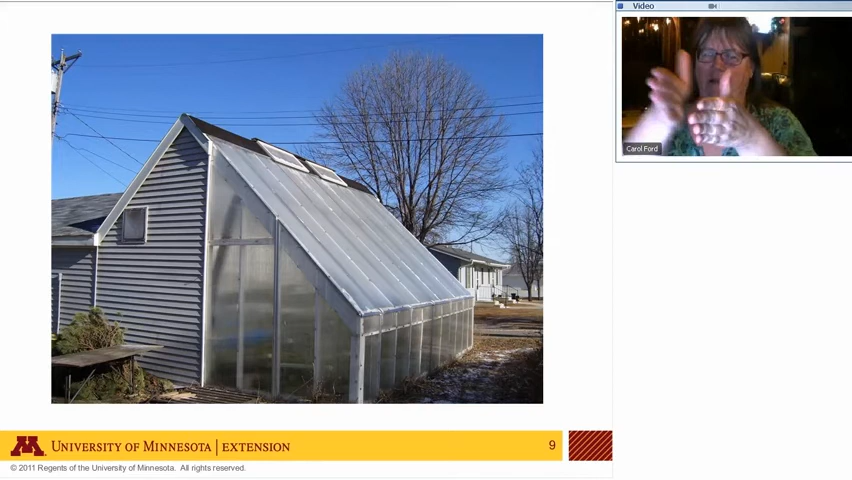 Video
Carol Ford
M
UNIVERSITY OF MINNESOTA | EXTENSION
9
© 2011 Regents of the University of Minnesota. All rights reserved.